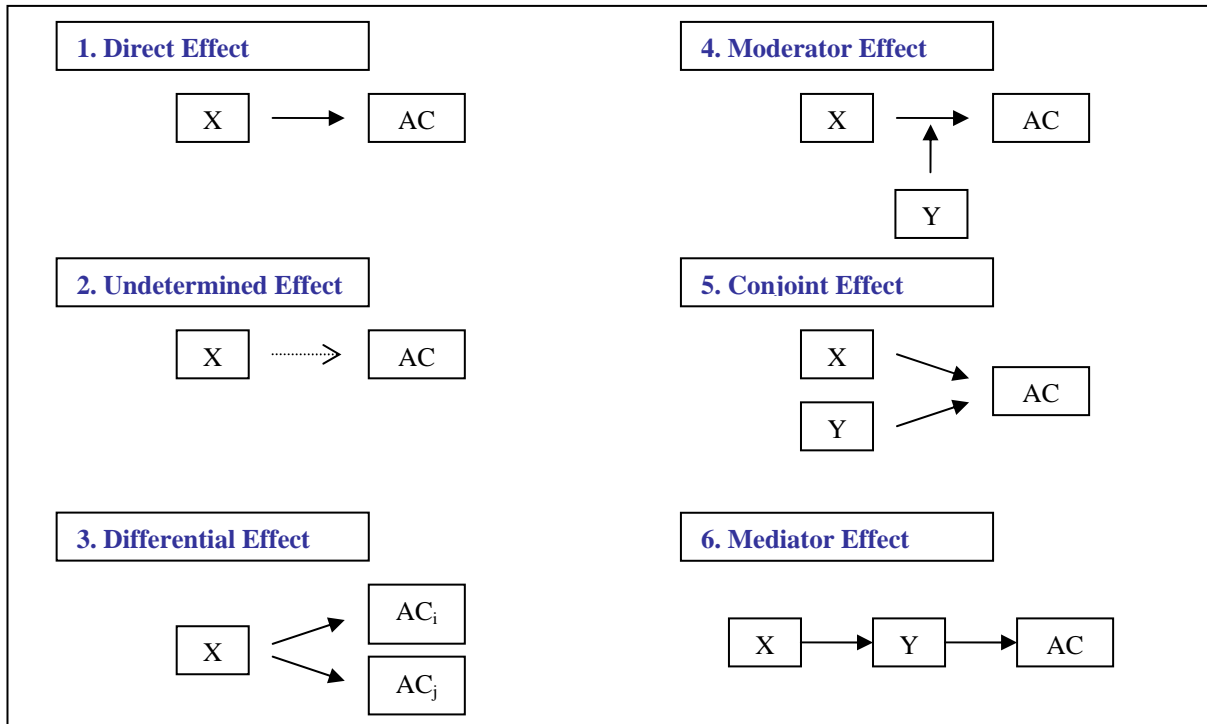 1. Direct Effect
X
AC
2. Undetermined Effect
X
AC
3. Differential Effect
X
ACi
ACj
4. Moderator Effect
X
AC
Y
5. Conjoint Effect
X
Y
AC
6. Mediator Effect
X
Y
AC